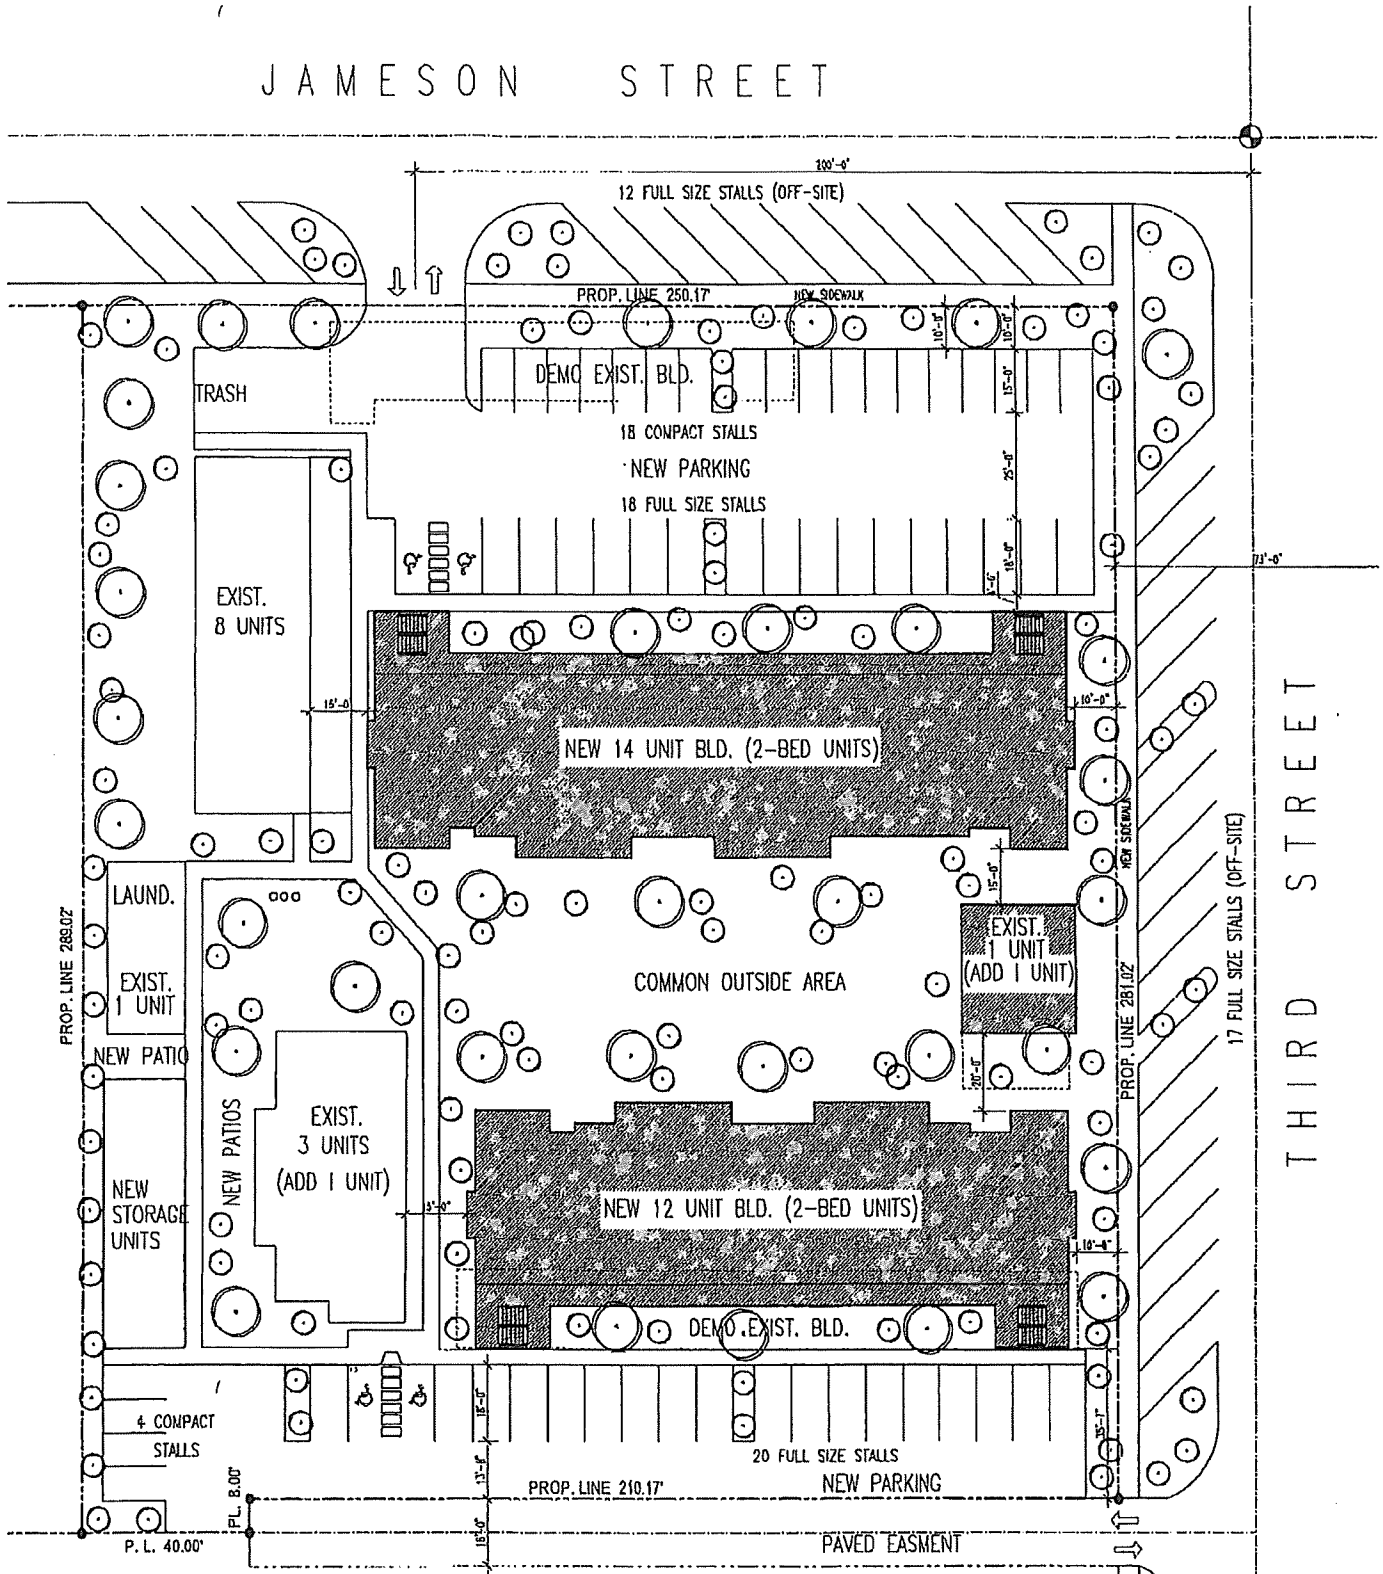 JAMESON STREET
200'-0"
12 FULL SIZE STALLS (OFF-SITE)
PROP. LINE 250.17'
NEW SIDEWALK
10'-0"
10'-0"
DEMO EXIST. BLD.
TRASH
15'-0"
18 COMPACT STALLS
NEW PARKING
25'-0"
18 FULL SIZE STALLS
18'-0"
73'-0"
EXIST.
8 UNITS
15'-0
10'-0"
NEW 14 UNIT BLD. (2-BED UNITS)
NEW SIDEWALK
THIRD STREET
17 FULL SIZE STALLS (OFF-SITE)
15'-0"
LAUND.
EXIST.
1 UNIT
(ADD 1 UNIT)
PROP. LINE 289.02'
EXIST.
1 UNIT
COMMON OUTSIDE AREA
PROP. LINE 281.02'
NEW PATIO
20'-0"
NEW PATIOS
EXIST.
3 UNITS
(ADD 1 UNIT)
NEW
STORAGE
UNITS
NEW 12 UNIT BLD. (2-BED UNITS)
10'-0"
DEMO EXIST. BLD.
18'-0"
4 COMPACT
STALLS
20 FULL SIZE STALLS
NEW PARKING
PROP. LINE 210.17'
PL. 8.00'
P. L. 40.00'
PAVED EASMENT